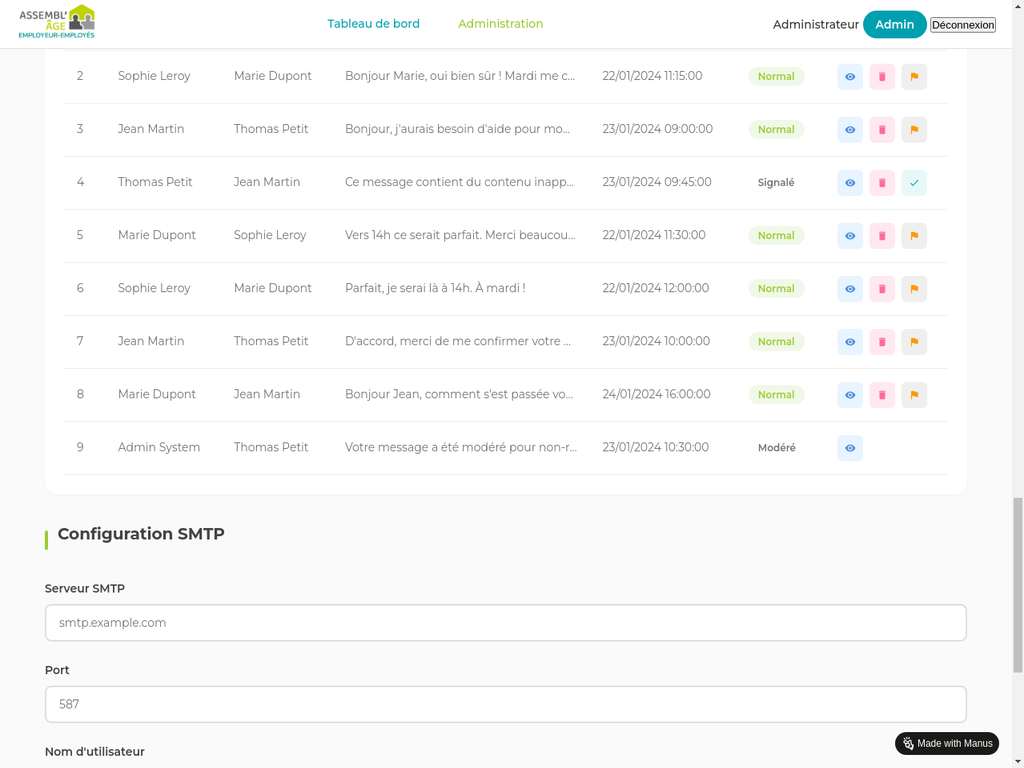 ASSEMBL'
ÂGE
EMPLOYEUR-EMPLOYÉS
Tableau de bord Administration Administrateur Admin Déconnexion
2 Sophie Leroy Marie Dupont Bonjour Marie, oui bien sûr ! Mardi me c... 22/01/2024 11:15:00 Normal
3 Jean Martin Thomas Petit Bonjour, j'aurais besoin d'aide pour mo... 23/01/2024 09:00:00 Normal
4 Thomas Petit Jean Martin Ce message contient du contenu inapp... 23/01/2024 09:45:00 Signalé
5 Marie Dupont Sophie Leroy Vers 14h ce serait parfait. Merci beaucou... 22/01/2024 11:30:00 Normal
6 Sophie Leroy Marie Dupont Parfait, je serai là à 14h. À mardi ! 22/01/2024 12:00:00 Normal
7 Jean Martin Thomas Petit D'accord, merci de me confirmer votre ... 23/01/2024 10:00:00 Normal
8 Marie Dupont Jean Martin Bonjour Jean, comment s'est passée vo... 24/01/2024 16:00:00 Normal
9 Admin System Thomas Petit Votre message a été modéré pour non-r... 23/01/2024 10:30:00 Modéré
Configuration SMTP
Serveur SMTP
smtp.example.com
Port
587
Nom d'utilisateur
Made with Manus